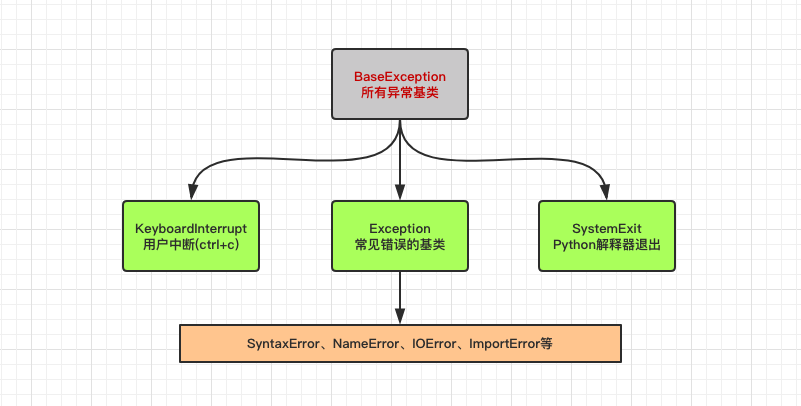 BaseException
所有异常基类
KeyboardInterrupt
用户中断(ctrl+c)
Exception
常见错误的基类
SystemExit
Python解释器退出
SyntaxError、NameError、IOError、ImportError等